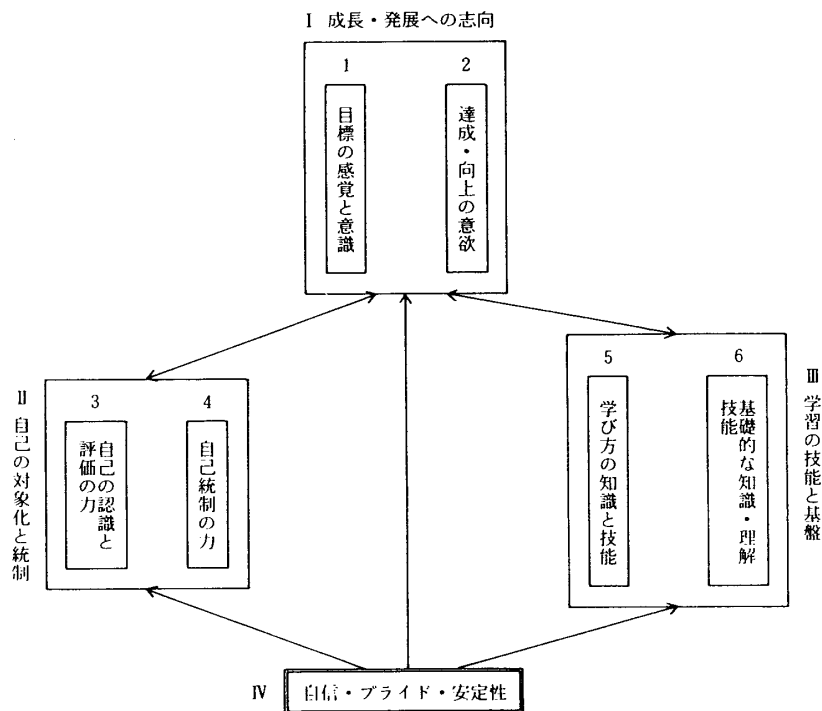 I 成長・発展への志向
1
2
目標の感覚と意識
達成・向上の意欲
II 自己の対象化と統制
3
4
自己の認識と
評価の力
自己統制の力
5
6
学び方の知識と技能
基礎的な知識・理解
技能
III 学習の技能と基盤
IV 自信・プライド・安定性